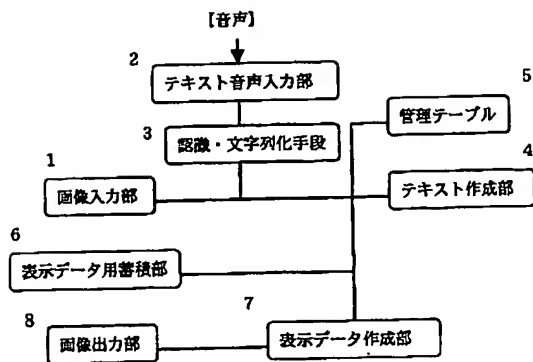 【音声】
2
テキスト音声入力部
5
管理テーブル
3
認識・文字列化手段
1
画像入力部
4
テキスト作成部
6
表示データ用蓄積部
7
表示データ作成部
8
画像出力部